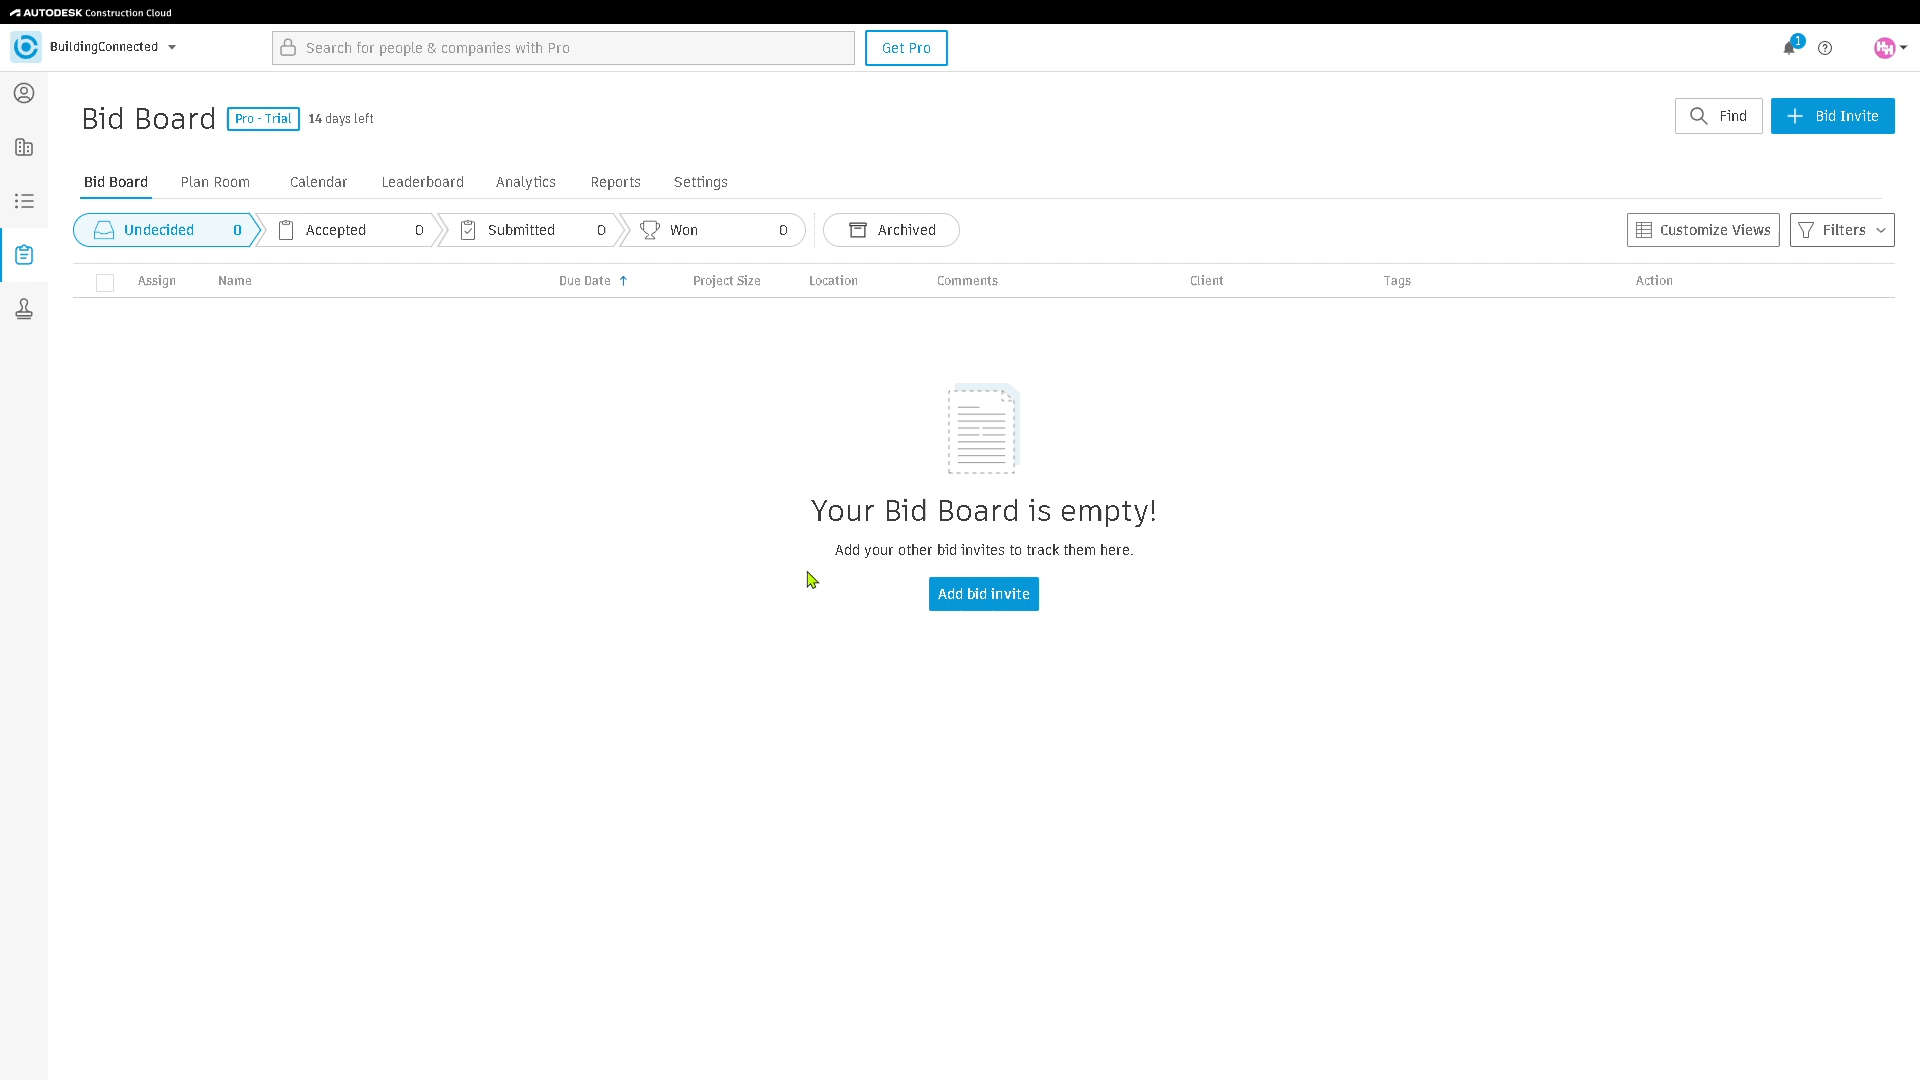 AUTODESK Construction Cloud
BuildingConnected
Search for people & companies with Pro
Get Pro
1
HH
Bid Board
Pro - Trial
14 days left
Find
Bid Invite
Bid Board
Plan Room
Calendar
Leaderboard
Analytics
Reports
Settings
Undecided 0
Accepted 0
Submitted 0
Won 0
Archived
Customize Views
Filters
Assign
Name
Due Date
Project Size
Location
Comments
Client
Tags
Action
Your Bid Board is empty!
Add your other bid invites to track them here.
Add bid invite